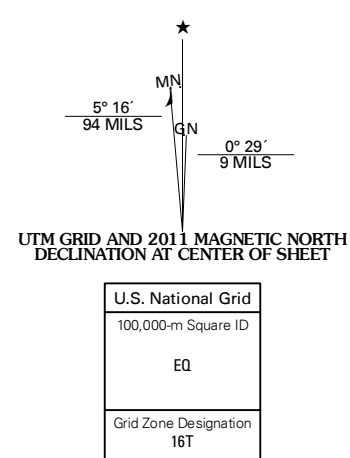 ★
MN
5° 16´
94 MILS
GN
0° 29´
9 MILS
UTM GRID AND 2011 MAGNETIC NORTH
DECLINATION AT CENTER OF SHEET
U.S. National Grid
100,000-m Square ID
EQ
Grid Zone Designation
16T